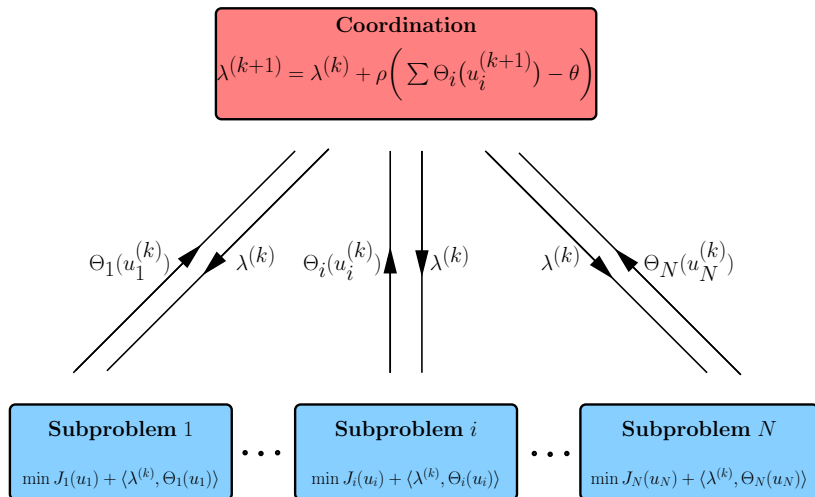 Coordination
λ^(k+1) = λ^(k) + ρ( ∑ Θ_i(u_i^(k+1)) − θ )
Θ_1(u_1^(k)) λ^(k) Θ_i(u_i^(k)) λ^(k) λ^(k) Θ_N(u_N^(k))
Subproblem 1 ··· Subproblem i ··· Subproblem N
min J_1(u_1) + ⟨λ^(k), Θ_1(u_1)⟩ min J_i(u_i) + ⟨λ^(k), Θ_i(u_i)⟩ min J_N(u_N) + ⟨λ^(k), Θ_N(u_N)⟩